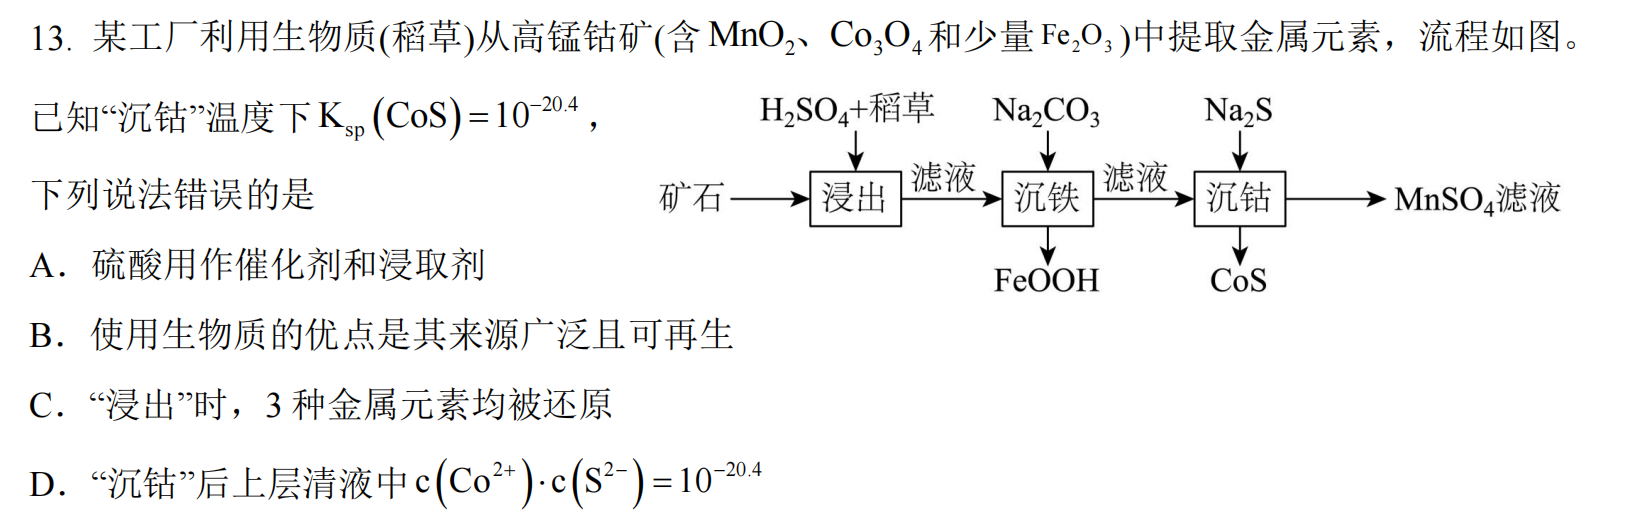 13. 某工厂利用生物质(稻草)从高锰钴矿(含 MnO₂、Co₃O₄ 和少量 Fe₂O₃)中提取金属元素，流程如图。
已知“沉钴”温度下 Kₛₚ(CoS)=10⁻²⁰·⁴，
下列说法错误的是
H₂SO₄+稻草 Na₂CO₃ Na₂S
矿石 浸出 滤液 沉铁 滤液 沉钴 MnSO₄滤液
FeOOH CoS
A．硫酸用作催化剂和浸取剂
B．使用生物质的优点是其来源广泛且可再生
C．“浸出”时，3 种金属元素均被还原
D．“沉钴”后上层清液中 c(Co²⁺)·c(S²⁻)=10⁻²⁰·⁴